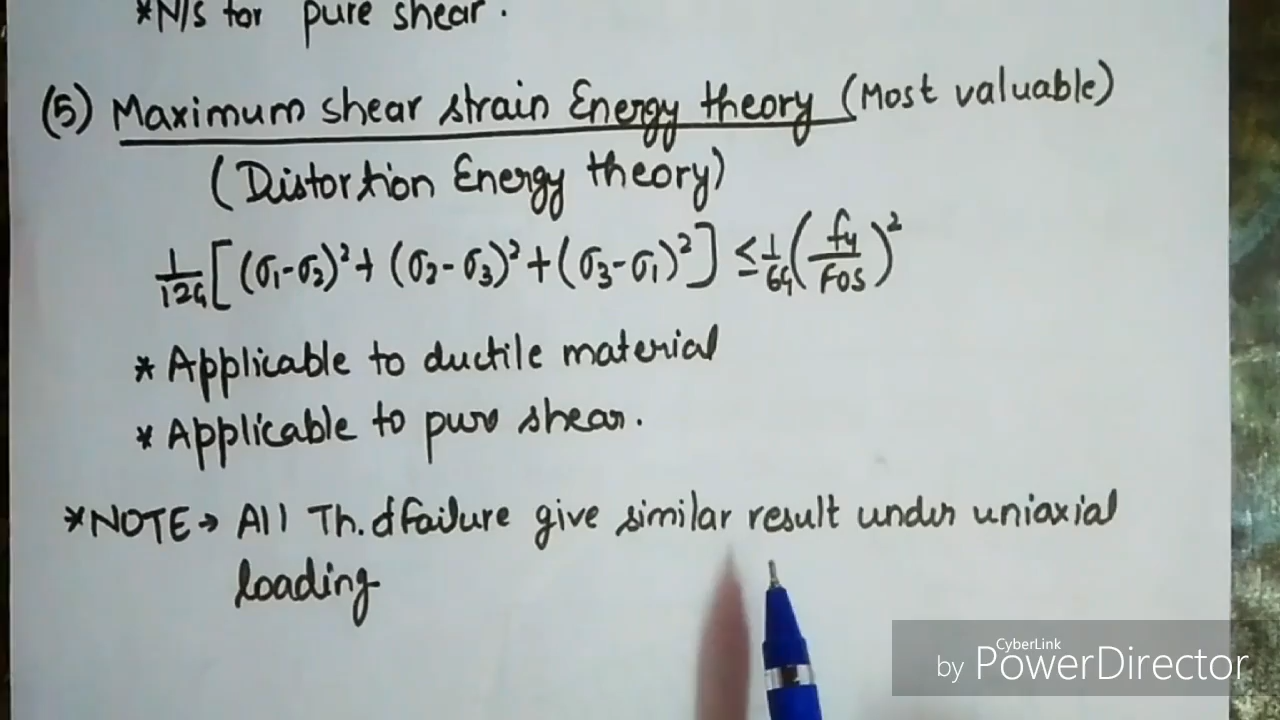 *N/s for pure shear.
(5) Maximum shear strain Energy theory (Most valuable)
(Distortion Energy theory)
1/12G [(σ1-σ2)² + (σ2-σ3)² + (σ3-σ1)²] ≤ 1/6G (fy/FOS)²
* Applicable to ductile material
* Applicable to pure shear.
*NOTE → All Th. of failure give similar result under uniaxial
loading
CyberLink
by PowerDirector